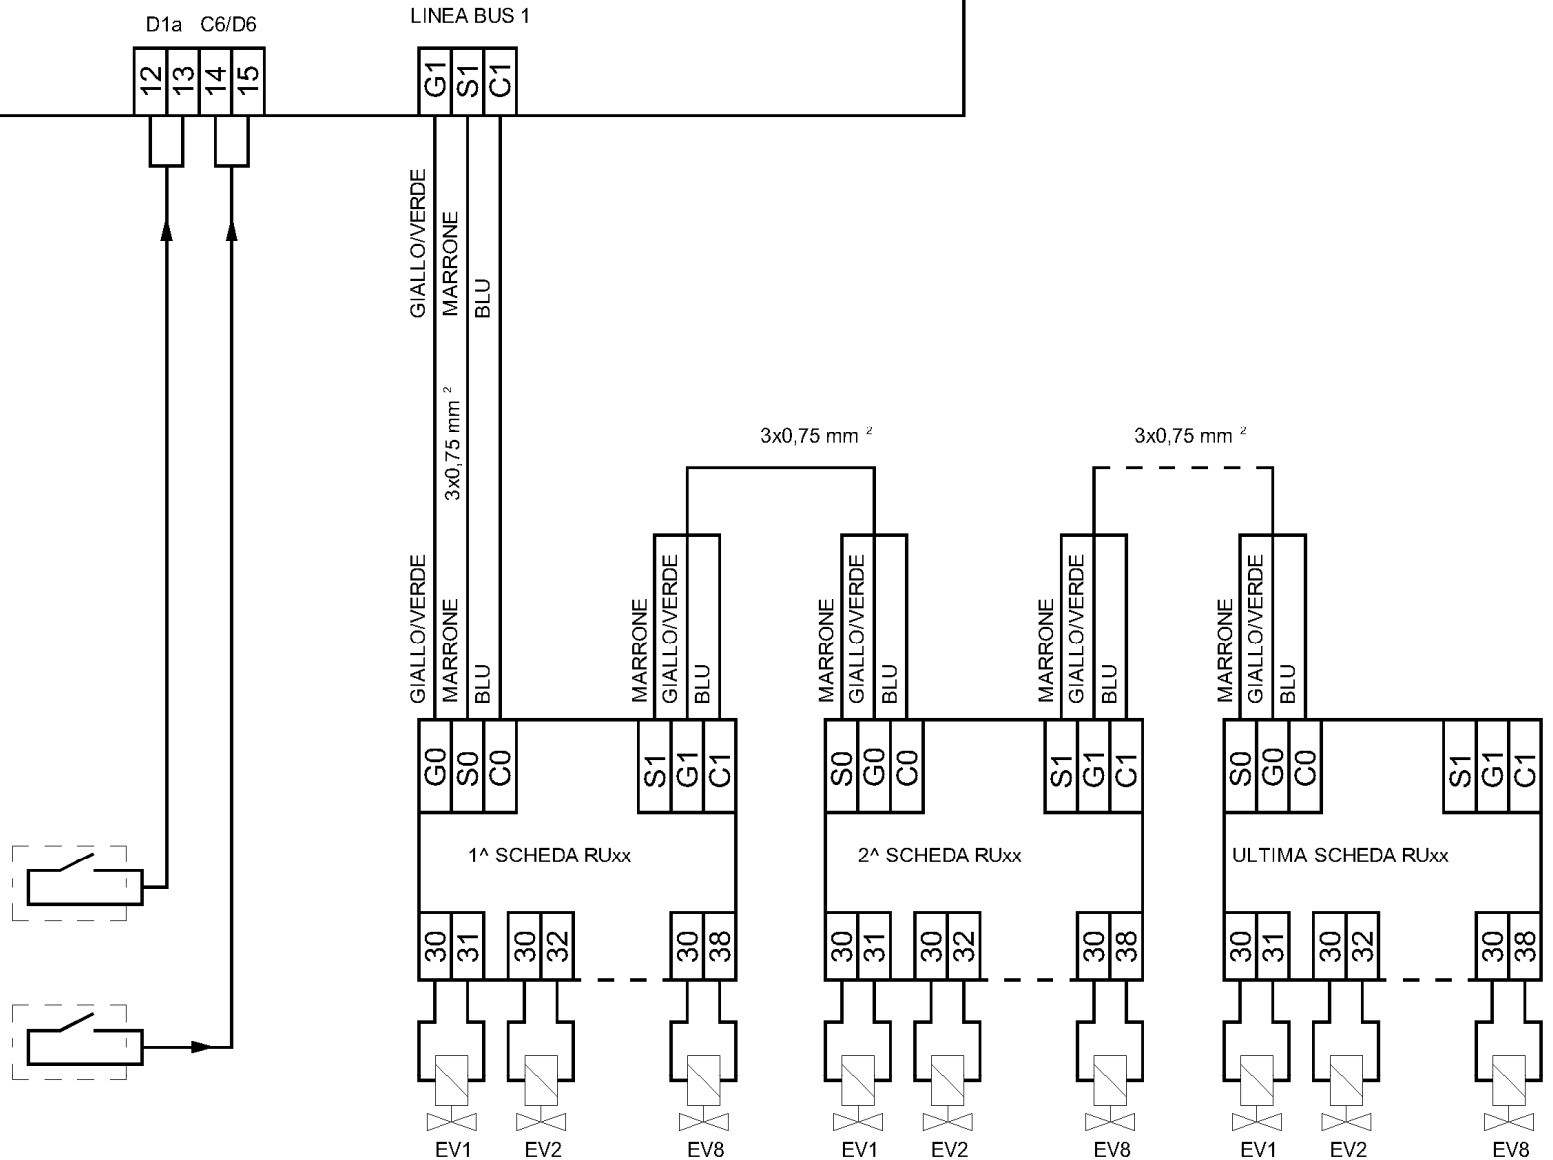 D1a C6/D6
LINEA BUS 1
12 13 14 15
G1 S1 C1
GIALLO/VERDE
MARRONE
BLU
3x0,75 mm ²
3x0,75 mm ²
3x0,75 mm ²
GIALLO/VERDE
MARRONE
BLU
MARRONE
GIALLO/VERDE
BLU
MARRONE
GIALLO/VERDE
BLU
MARRONE
GIALLO/VERDE
BLU
MARRONE
GIALLO/VERDE
BLU
G0 S0 C0
S1 G1 C1
S0 G0 C0
S1 G1 C1
S0 G0 C0
S1 G1 C1
1^ SCHEDA RUxx
2^ SCHEDA RUxx
ULTIMA SCHEDA RUxx
30 31
30 32
30 38
30 31
30 32
30 38
30 31
30 32
30 38
EV1
EV2
EV8
EV1
EV2
EV8
EV1
EV2
EV8